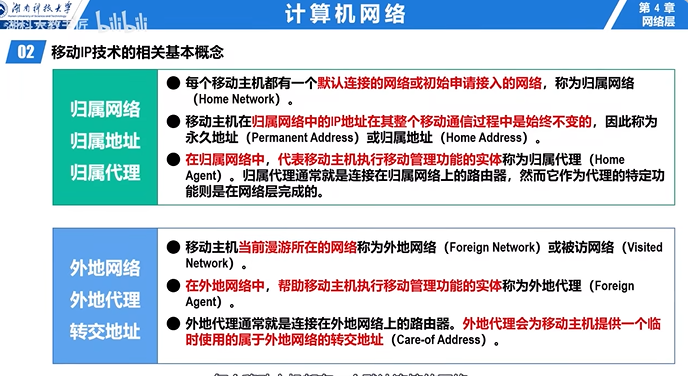 湖南科技大学
计算机网络
第 4 章
网络层
湖科大教书匠
bilibili
02 移动IP技术的相关基本概念
归属网络
归属地址
归属代理
● 每个移动主机都有一个默认连接的网络或初始申请接入的网络，称为归属网络
（Home Network）。
● 移动主机在归属网络中的IP地址在其整个移动通信过程中是始终不变的，因此称为
永久地址（Permanent Address）或归属地址（Home Address）。
● 在归属网络中，代表移动主机执行移动管理功能的实体称为归属代理（Home
Agent）。归属代理通常就是连接在归属网络上的路由器，然而它作为代理的特定功
能则是在网络层完成的。
外地网络
外地代理
转交地址
● 移动主机当前漫游所在的网络称为外地网络（Foreign Network）或被访网络（Visited
Network）。
● 在外地网络中，帮助移动主机执行移动管理功能的实体称为外地代理（Foreign
Agent）。
● 外地代理通常就是连接在外地网络上的路由器。外地代理会为移动主机提供一个临
时使用的属于外地网络的转交地址（Care-of Address）。